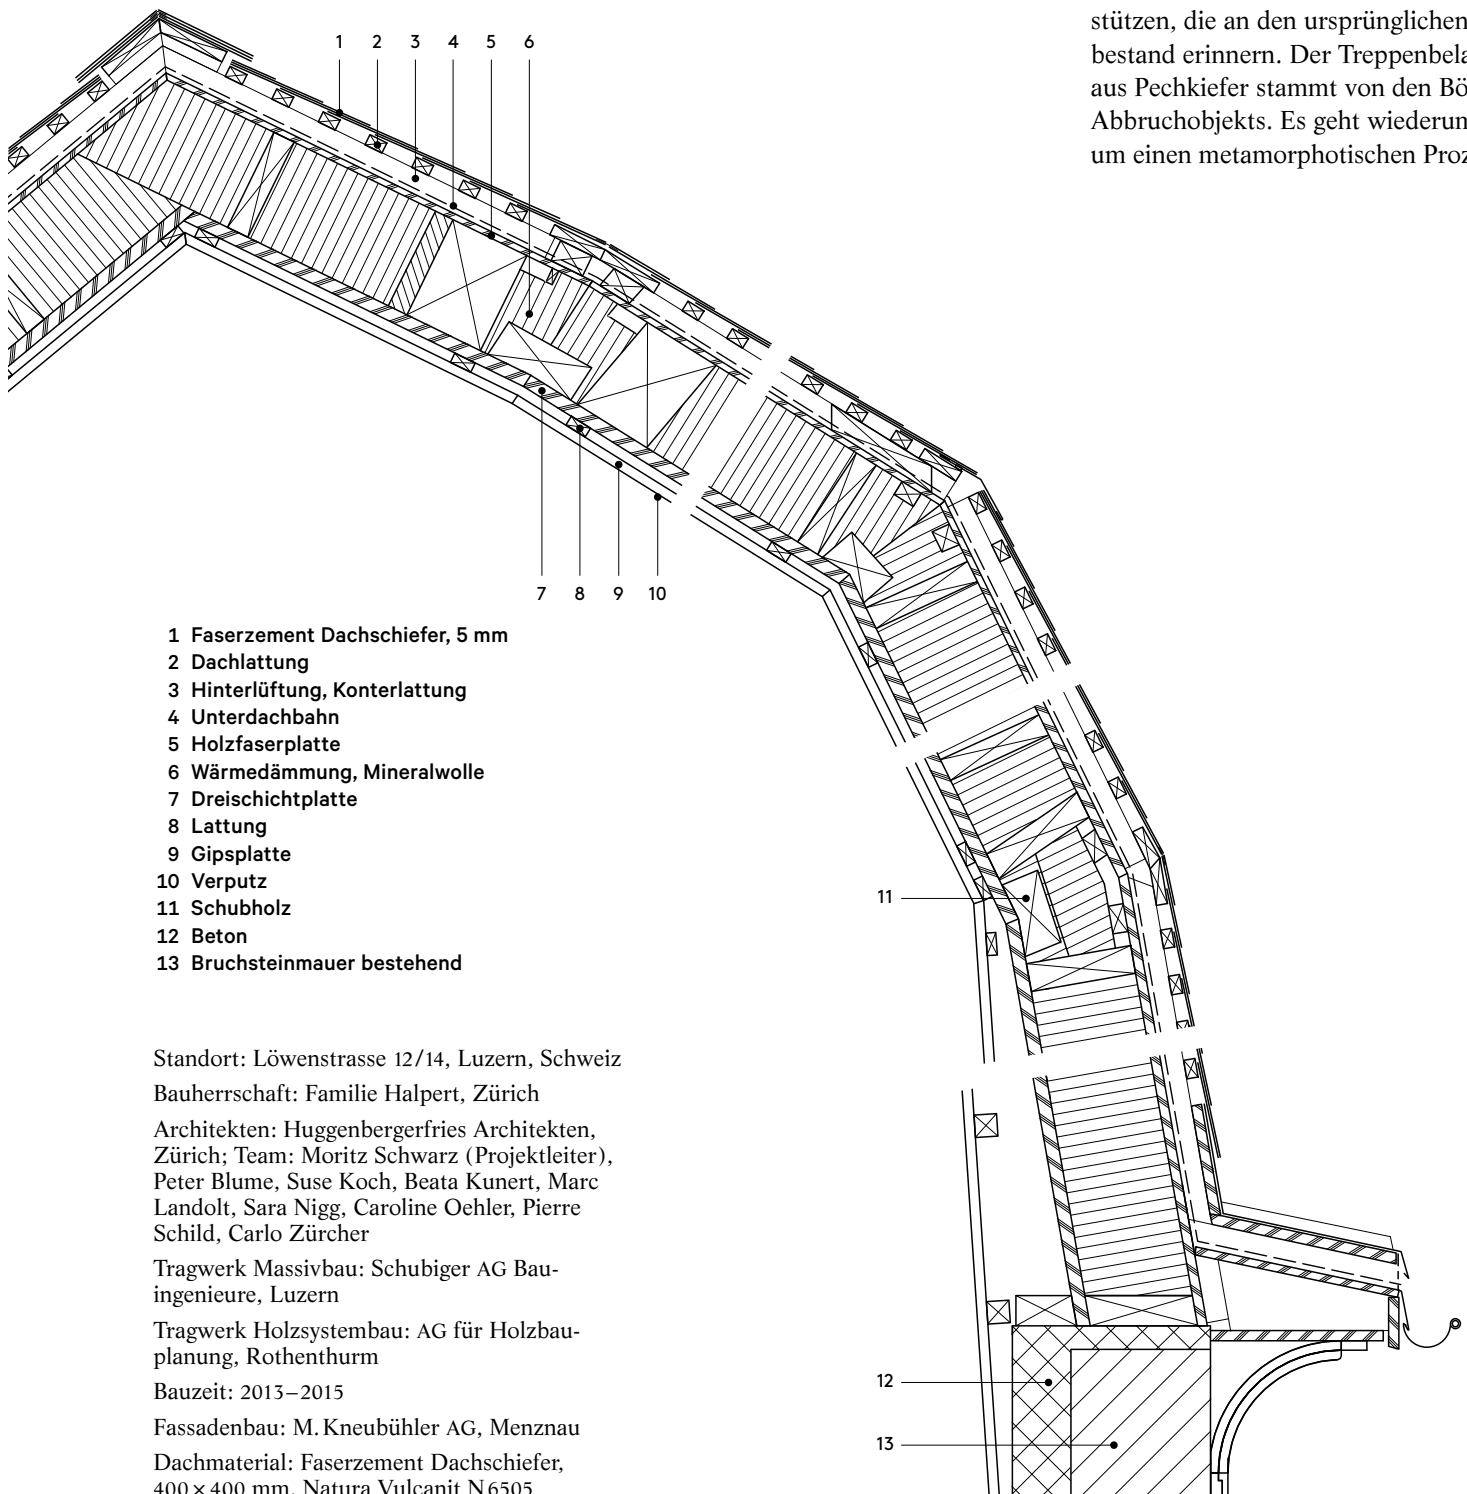 stützen, die an den ursprünglichen
bestand erinnern. Der
aus Pechkiefer stammt von den
Abbruchobjekts. Es geht wiederum
um einen metamorphotischen
1 2 3 4 5 6
7 8 9 10
1 Faserzement Dachschiefer, 5 mm
2 Dachlattung
3 Hinterlüftung, Konterlattung
4 Unterdachbahn
5 Holzfaserplatte
6 Wärmedämmung, Mineralwolle
7 Dreischichtplatte
8 Lattung
9 Gipsplatte
10 Verputz
11 Schubholz
12 Beton
13 Bruchsteinmauer bestehend
11
12
13
Standort: Löwenstrasse 12/14, Luzern, Schweiz
Bauherrschaft: Familie Halpert, Zürich
Architekten: Huggenbergerfries Architekten,
Zürich; Team: Moritz Schwarz (Projektleiter),
Peter Blume, Suse Koch, Beata Kunert, Marc
Landolt, Sara Nigg, Caroline Oehler, Pierre
Schild, Carlo Zürcher
Tragwerk Massivbau: Schubiger AG Bau-
ingenieure, Luzern
Tragwerk Holzsystembau: AG für Holzbau-
planung, Rothenthurm
Bauzeit: 2013–2015
Fassadenbau: M. Kneubühler AG, Menznau
Dachmaterial: Faserzement Dachschiefer,
400 × 400 mm, Natura Vulcanit N 6505